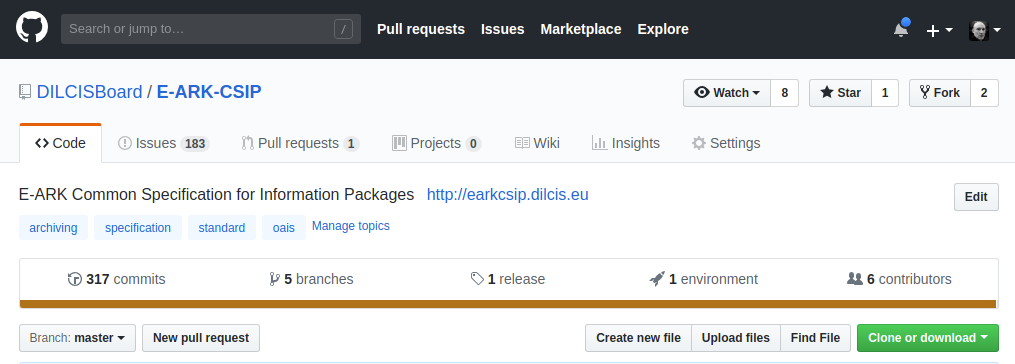 Search or jump to… / Pull requests Issues Marketplace Explore
DILCISBoard / E-ARK-CSIP Watch 8 Star 1 Fork 2
Code Issues 183 Pull requests 1 Projects 0 Wiki Insights Settings
E-ARK Common Specification for Information Packages http://earkcsip.dilcis.eu Edit
archiving specification standard oais Manage topics
317 commits 5 branches 1 release 1 environment 6 contributors
Branch: master New pull request Create new file Upload files Find File Clone or download